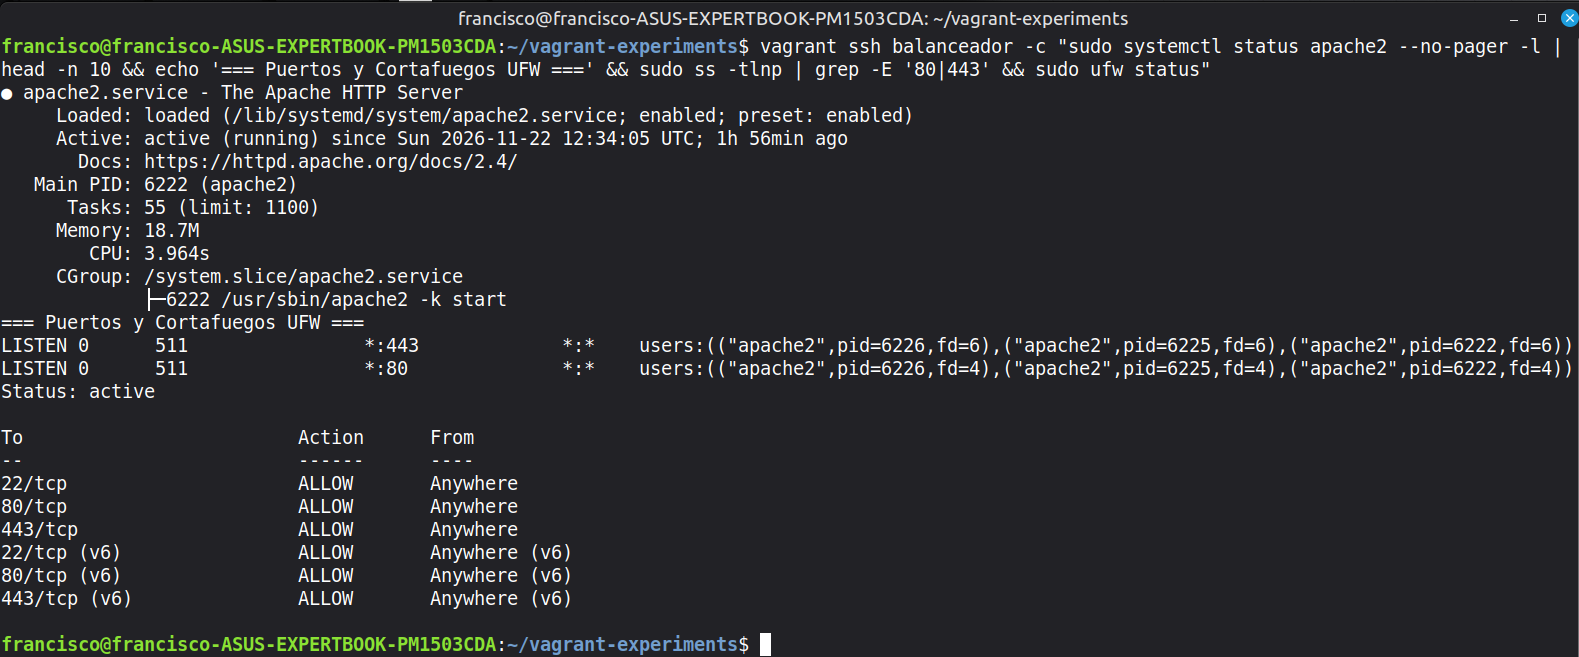 francisco@francisco-ASUS-EXPERTBOOK-PM1503CDA: ~/vagrant-experiments
francisco@francisco-ASUS-EXPERTBOOK-PM1503CDA:~/vagrant-experiments$ vagrant ssh balanceador -c "sudo systemctl status apache2 --no-pager -l |
head -n 10 && echo '=== Puertos y Cortafuegos UFW ===' && sudo ss -tlnp | grep -E '80|443' && sudo ufw status"
● apache2.service - The Apache HTTP Server
     Loaded: loaded (/lib/systemd/system/apache2.service; enabled; preset: enabled)
     Active: active (running) since Sun 2026-11-22 12:34:05 UTC; 1h 56min ago
       Docs: https://httpd.apache.org/docs/2.4/
   Main PID: 6222 (apache2)
      Tasks: 55 (limit: 1100)
     Memory: 18.7M
        CPU: 3.964s
     CGroup: /system.slice/apache2.service
             ├─6222 /usr/sbin/apache2 -k start
=== Puertos y Cortafuegos UFW ===
LISTEN 0      511                *:443             *:*    users:(("apache2",pid=6226,fd=6),("apache2",pid=6225,fd=6),("apache2",pid=6222,fd=6))
LISTEN 0      511                *:80              *:*    users:(("apache2",pid=6226,fd=4),("apache2",pid=6225,fd=4),("apache2",pid=6222,fd=4))
Status: active
To                         Action      From
--                         ------      ----
22/tcp                     ALLOW       Anywhere
80/tcp                     ALLOW       Anywhere
443/tcp                    ALLOW       Anywhere
22/tcp (v6)                ALLOW       Anywhere (v6)
80/tcp (v6)                ALLOW       Anywhere (v6)
443/tcp (v6)               ALLOW       Anywhere (v6)
francisco@francisco-ASUS-EXPERTBOOK-PM1503CDA:~/vagrant-experiments$